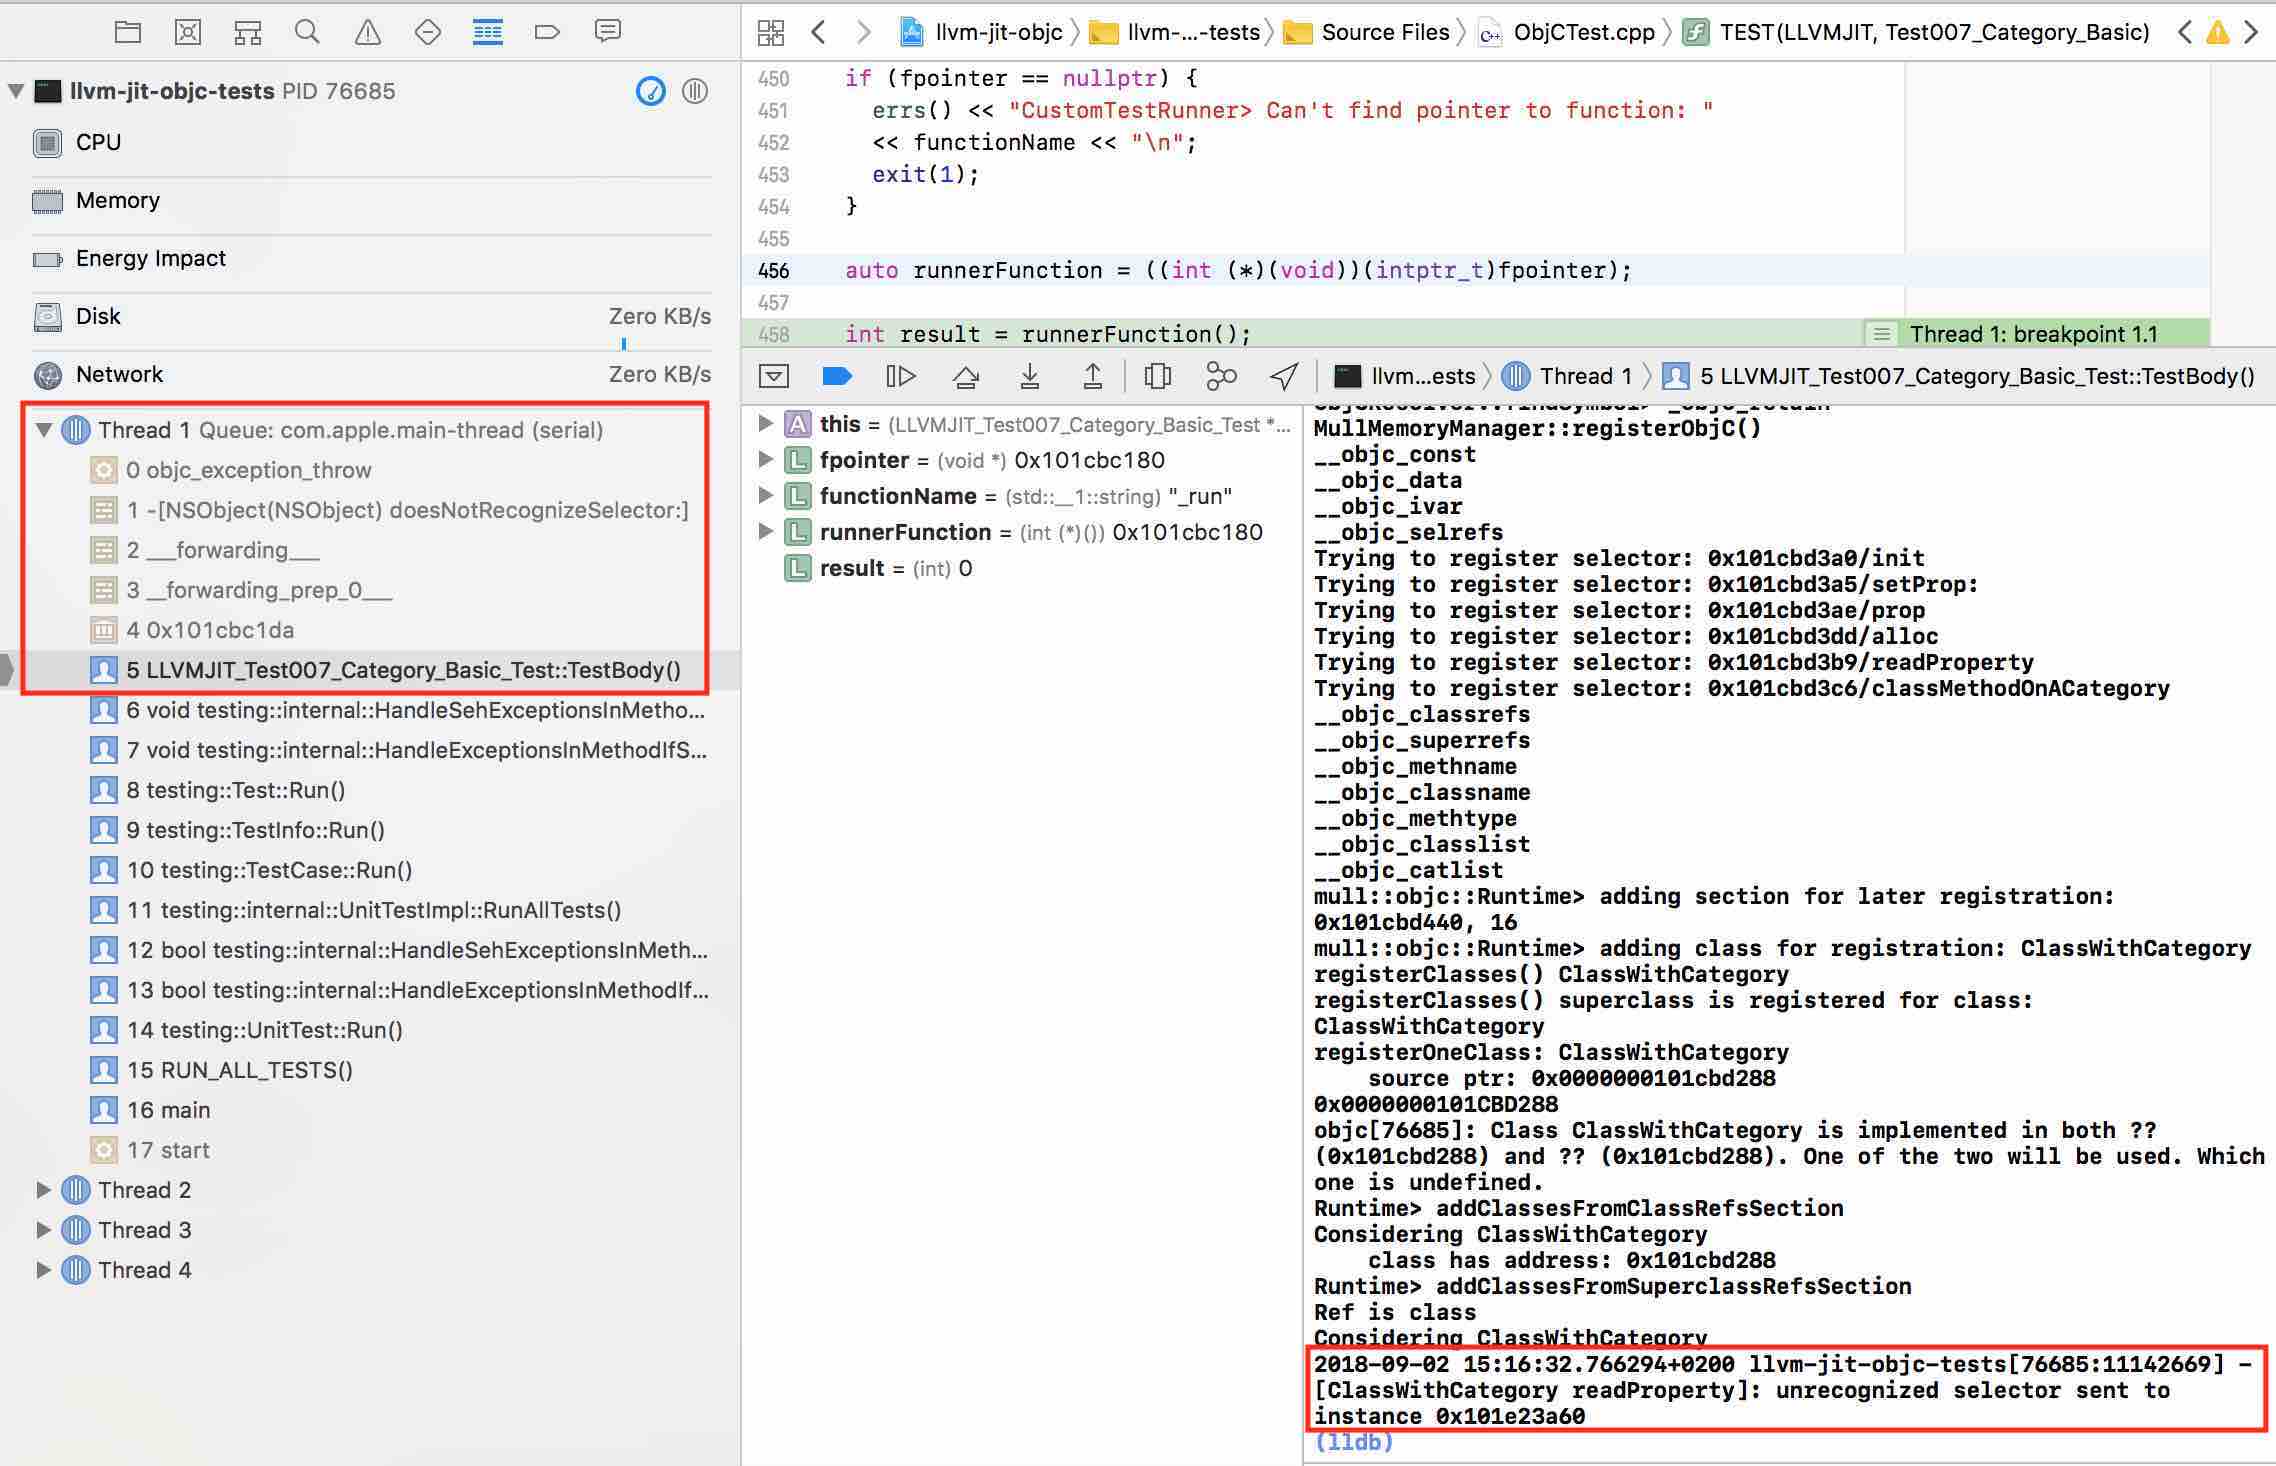 llvm-jit-objc
llvm-...-tests
Source Files
ObjCTest.cpp
TEST(LLVMJIT, Test007_Category_Basic)
llvm-jit-objc-tests PID 76685
CPU
Memory
Energy Impact
Disk Zero KB/s
Network Zero KB/s
Thread 1 Queue: com.apple.main-thread (serial)
0 objc_exception_throw
1 -[NSObject(NSObject) doesNotRecognizeSelector:]
2 ___forwarding___
3 __forwarding_prep_0___
4 0x101cbc1da
5 LLVMJIT_Test007_Category_Basic_Test::TestBody()
6 void testing::internal::HandleSehExceptionsInMetho...
7 void testing::internal::HandleExceptionsInMethodIfS...
8 testing::Test::Run()
9 testing::TestInfo::Run()
10 testing::TestCase::Run()
11 testing::internal::UnitTestImpl::RunAllTests()
12 bool testing::internal::HandleSehExceptionsInMeth...
13 bool testing::internal::HandleExceptionsInMethodIf...
14 testing::UnitTest::Run()
15 RUN_ALL_TESTS()
16 main
17 start
Thread 2
Thread 3
Thread 4
450 if (fpointer == nullptr) {
451 errs() << "CustomTestRunner> Can't find pointer to function: "
452 << functionName << "\n";
453 exit(1);
454 }
455
456 auto runnerFunction = ((int (*)(void))(intptr_t)fpointer);
457
458 int result = runnerFunction(); Thread 1: breakpoint 1.1
llvm...ests
Thread 1
5 LLVMJIT_Test007_Category_Basic_Test::TestBody()
A this = (LLVMJIT_Test007_Category_Basic_Test *...
L fpointer = (void *) 0x101cbc180
L functionName = (std::__1::string) "_run"
L runnerFunction = (int (*)()) 0x101cbc180
L result = (int) 0
ObjCResolver::findSymbol> _objc_retain
MullMemoryManager::registerObjC()
__objc_const
__objc_data
__objc_ivar
__objc_selrefs
Trying to register selector: 0x101cbd3a0/init
Trying to register selector: 0x101cbd3a5/setProp:
Trying to register selector: 0x101cbd3ae/prop
Trying to register selector: 0x101cbd3dd/alloc
Trying to register selector: 0x101cbd3b9/readProperty
Trying to register selector: 0x101cbd3c6/classMethodOnACategory
__objc_classrefs
__objc_superrefs
__objc_methname
__objc_classname
__objc_methtype
__objc_classlist
__objc_catlist
mull::objc::Runtime> adding section for later registration:
0x101cbd440, 16
mull::objc::Runtime> adding class for registration: ClassWithCategory
registerClasses() ClassWithCategory
registerClasses() superclass is registered for class:
ClassWithCategory
registerOneClass: ClassWithCategory
source ptr: 0x0000000101cbd288
0x0000000101CBD288
objc[76685]: Class ClassWithCategory is implemented in both ??
(0x101cbd288) and ?? (0x101cbd288). One of the two will be used. Which
one is undefined.
Runtime> addClassesFromClassRefsSection
Considering ClassWithCategory
class has address: 0x101cbd288
Runtime> addClassesFromSuperclassRefsSection
Ref is class
Considering ClassWithCategory
2018-09-02 15:16:32.766294+0200 llvm-jit-objc-tests[76685:11142669] -
[ClassWithCategory readProperty]: unrecognized selector sent to
instance 0x101e23a60
(lldb)